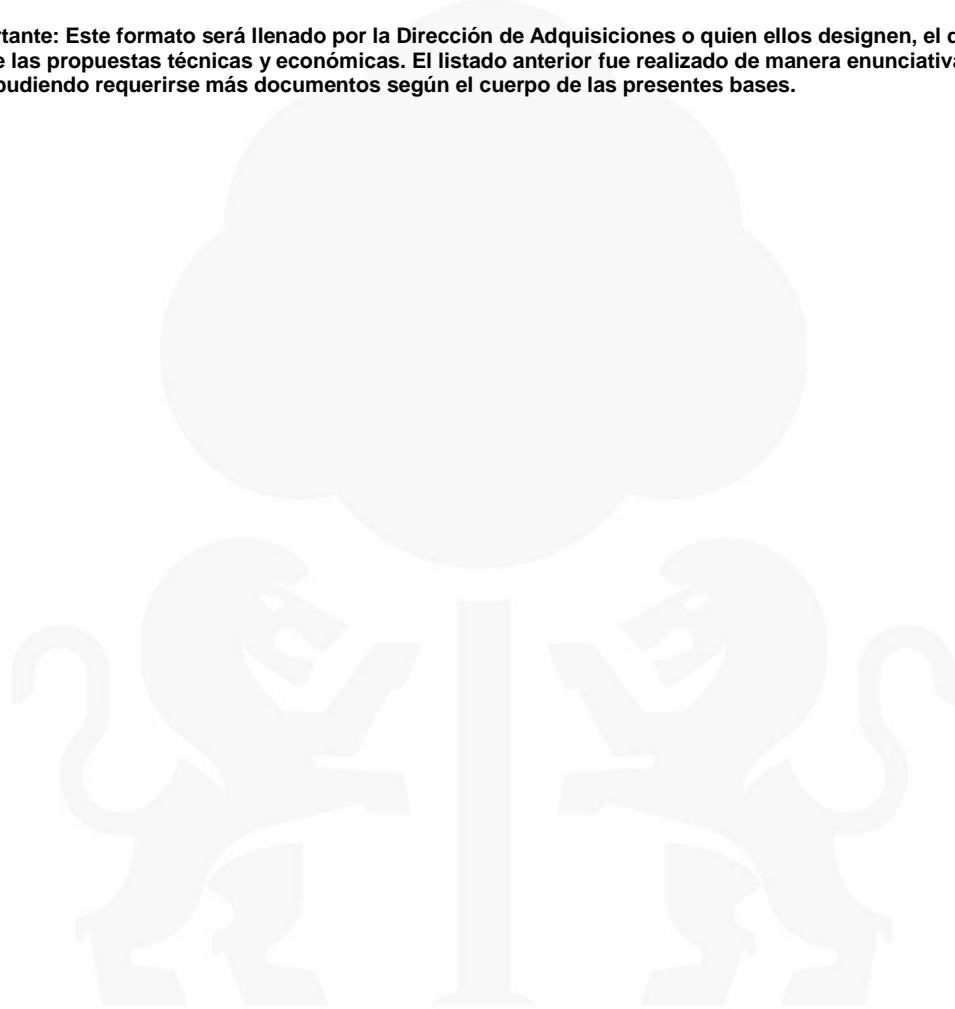 rtante: Este formato será llenado por la Dirección de Adquisiciones o quien ellos designen, el
las propuestas técnicas y económicas. El listado anterior fue realizado de manera enunciativa
pudiendo requerirse más documentos según el cuerpo de las presentes bases.